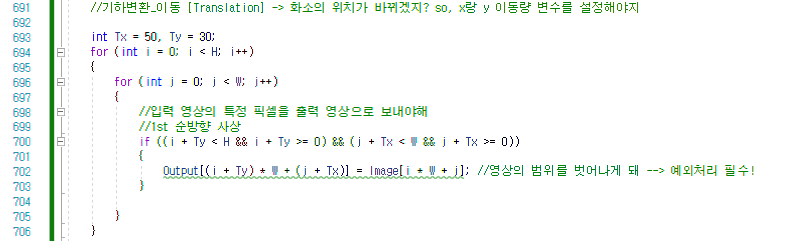 691 //기하변환_이동 [Translation] -> 화소의 위치가 바뀌겠지? so, x랑 y 이동량 변수를 설정해야지
692
693 int Tx = 50, Ty = 30;
694 for (int i = 0; i < H; i++)
695 {
696 for (int j = 0; j < W; j++)
697 {
698 //입력 영상의 특정 픽셀을 출력 영상으로 보내야해
699 //1st 순방향 사상
700 if ((i + Ty < H && i + Ty >= 0) && (j + Tx < W && j + Tx >= 0))
701 {
702 Output[(i + Ty) * W + (j + Tx)] = Image[i * W + j]; //영상의 범위를 벗어나게 돼 --> 예외처리 필수!
703 }
704
705 }
706 }